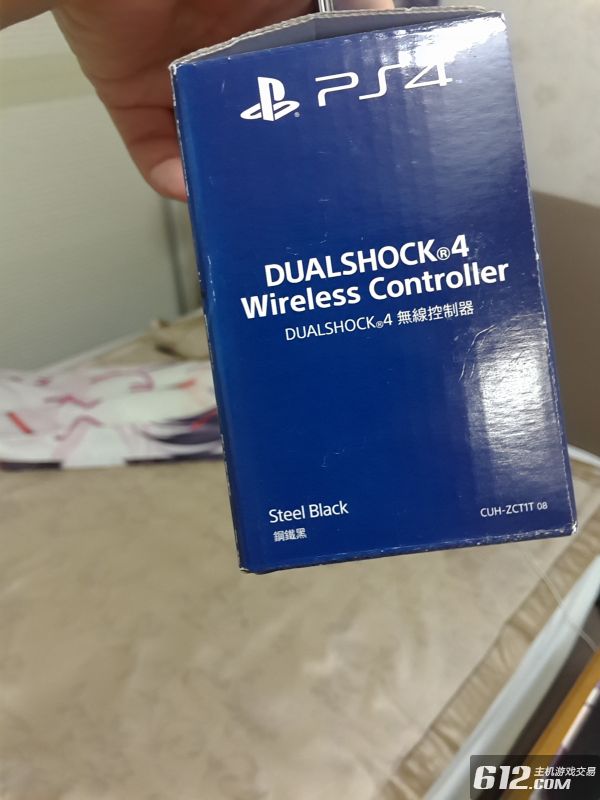 PS4
DUALSHOCK®4
Wireless Controller
DUALSHOCK®4 無線控制器
Steel Black
鋼鐵黑
CUH-ZCT1T 08
612 主机游戏交易
.COM